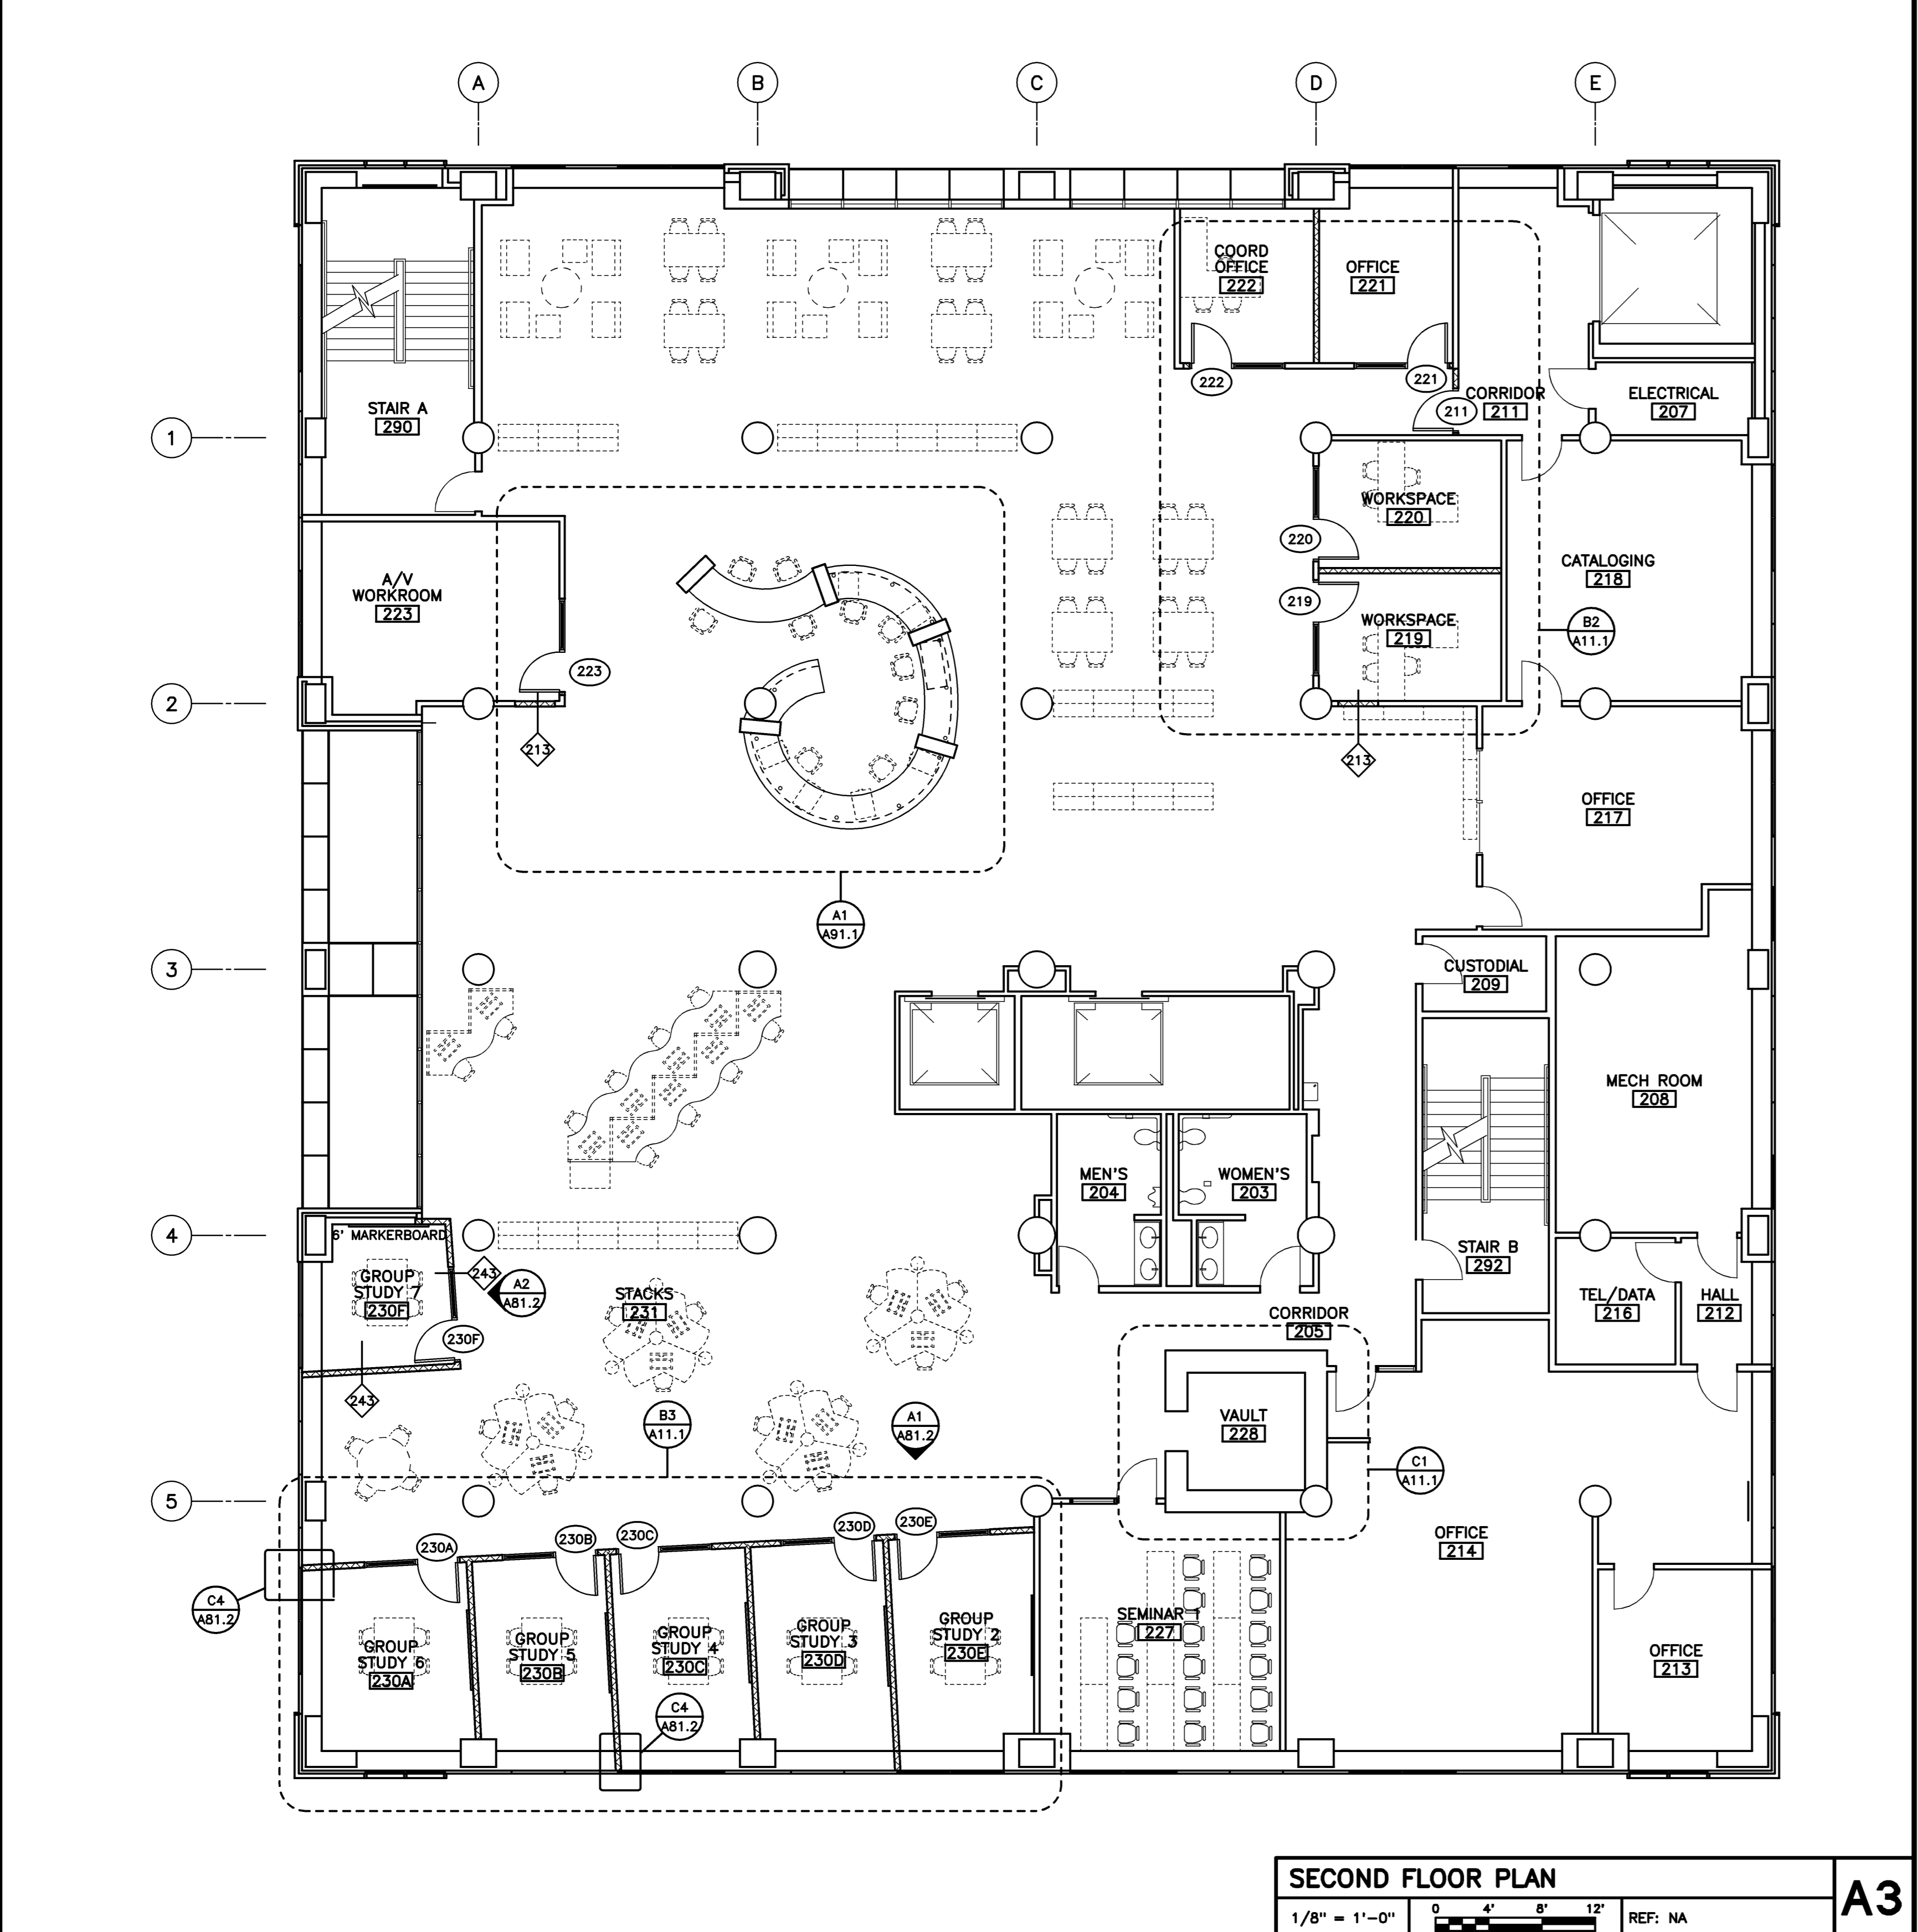 A
B
C
D
E
COORD
OFFICE
222
OFFICE
221
222
221
211
CORRIDOR
211
ELECTRICAL
207
STAIR A
290
1
WORKSPACE
220
220
CATALOGING
218
A/V
WORKROOM
223
219
WORKSPACE
219
B2
A11.1
223
2
213
213
OFFICE
217
A1
A91.1
3
CUSTODIAL
209
MECH ROOM
208
MEN'S
204
WOMEN'S
203
4
6' MARKERBOARD
STAIR B
292
243
A2
A81.2
GROUP
STUDY 7
230F
STACKS
231
TEL/DATA
216
HALL
212
CORRIDOR
205
230F
243
B3
A11.1
A1
A81.2
VAULT
228
C1
A11.1
5
230A
230B
230C
230D
230E
OFFICE
214
C4
A81.2
GROUP
STUDY 6
230A
GROUP
STUDY 5
230B
GROUP
STUDY 4
230C
GROUP
STUDY 3
230D
GROUP
STUDY 2
230E
SEMINAR 1
227
OFFICE
213
C4
A81.2
SECOND FLOOR PLAN
A3
1/8" = 1'-0"
0 4' 8' 12'
REF: NA